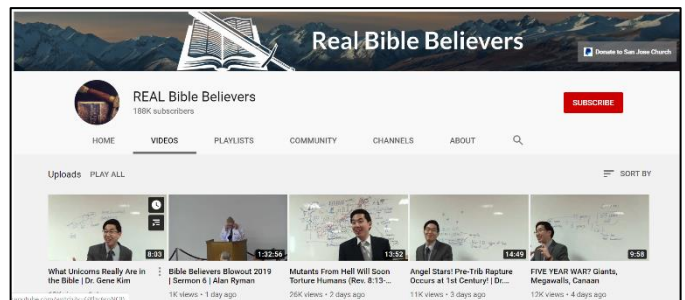 Real Bible Believers
Donate to San Jose Church
REAL Bible Believers
188K subscribers
SUBSCRIBE
HOME VIDEOS PLAYLISTS COMMUNITY CHANNELS ABOUT
Uploads PLAY ALL SORT BY
8:03 1:32:56 13:52 14:49 9:58
What Unicorns Really Are in
the Bible | Dr. Gene Kim
Bible Believers Blowout 2019
| Sermon 6 | Alan Ryman
1K views • 1 day ago
Mutants From Hell Will Soon
Torture Humans (Rev. 8:13-...
26K views • 2 days ago
Angel Stars! Pre-Trib Rapture
Occurs at 1st Century! | Dr....
11K views • 3 days ago
FIVE YEAR WAR? Giants,
Megawalls, Canaan
12K views • 4 days ago